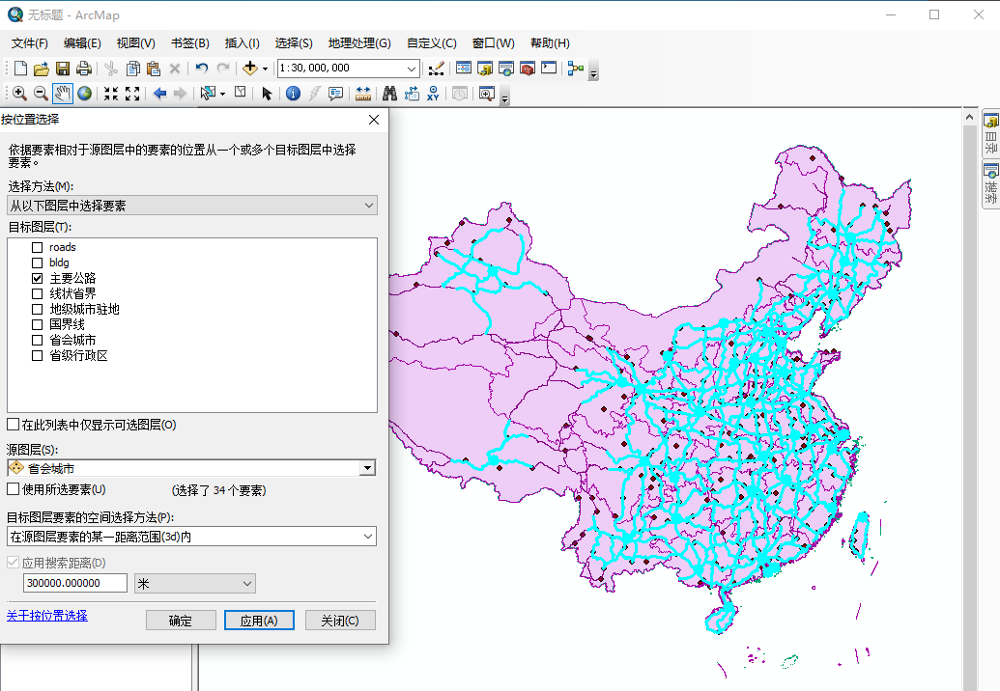 无标题 - ArcMap
文件(F) 编辑(E) 视图(V) 书签(B) 插入(I) 选择(S) 地理处理(G) 自定义(C) 窗口(W) 帮助(H)
1:30,000,000
XY
按位置选择
依据要素相对于源图层中的要素的位置从一个或多个目标图层中选择
要素。
选择方法(M):
从以下图层中选择要素
目标图层(T):
roads
bldg
主要公路
线状省界
地级城市驻地
国界线
省会城市
省级行政区
在此列表中仅显示可选图层(O)
源图层(S):
省会城市
使用所选要素(U) (选择了 34 个要素)
目标图层要素的空间选择方法(P):
在源图层要素的某一距离范围(3d)内
应用搜索距离(D)
300000.000000 米
关于按位置选择 确定 应用(A) 关闭(C)
目录
搜索